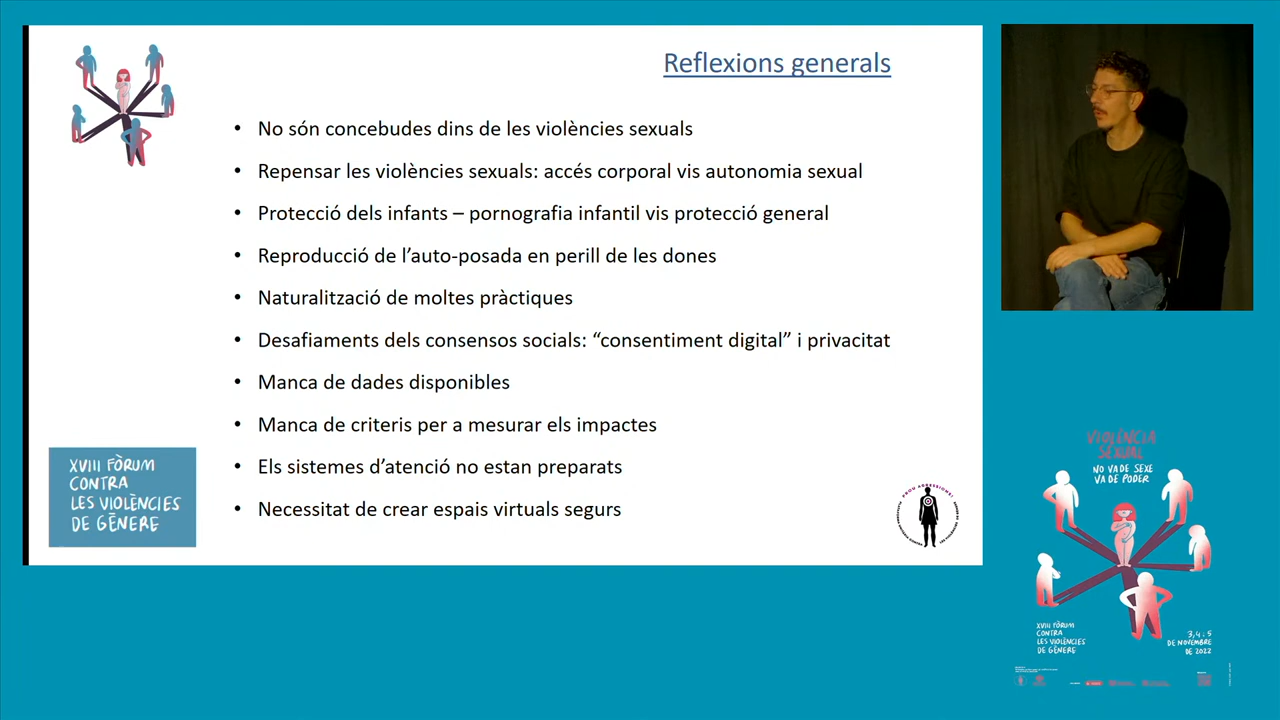 Reflexions generals
• No són concebudes dins de les violències sexuals
• Repensar les violències sexuals: accés corporal vis autonomia sexual
• Protecció dels infants – pornografia infantil vis protecció general
• Reproducció de l’auto-posada en perill de les dones
• Naturalització de moltes pràctiques
• Desafiaments dels consensos socials: “consentiment digital” i privacitat
• Manca de dades disponibles
• Manca de criteris per a mesurar els impactes
• Els sistemes d’atenció no estan preparats
• Necessitat de crear espais virtuals segurs
XVIII FÒRUM
CONTRA
LES VIOLÈNCIES
DE GÈNERE
PROU AGRESSIONS!
VIOLÈNCIA
SEXUAL
NO VA DE SEXE
VA DE PODER
XVIII FÒRUM
CONTRA
LES VIOLÈNCIES
DE GÈNERE
3, 4 i 5
DE NOVEMBRE
DE 2022